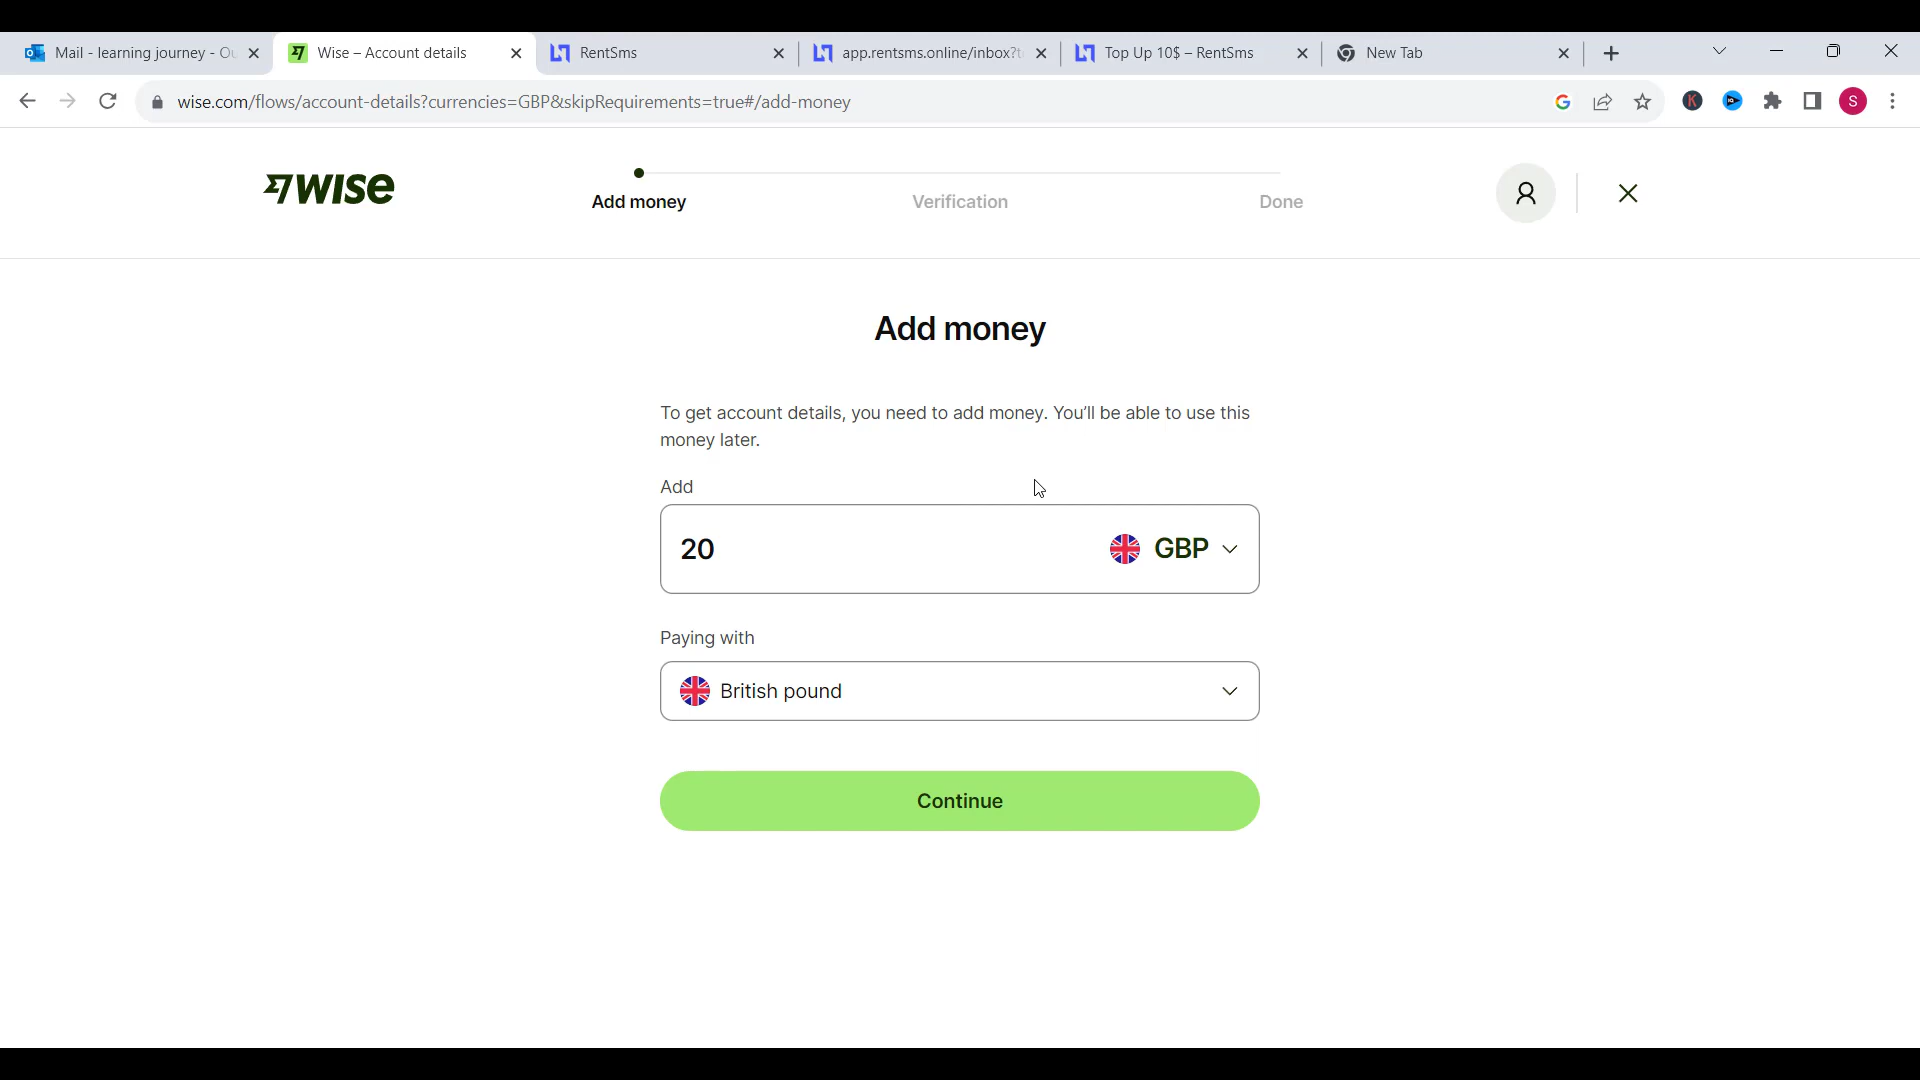 Mail - learning journey - Ou
Wise – Account details
RentSms
app.rentsms.online/inbox?t
Top Up 10$ – RentSms
New Tab
wise.com/flows/account-details?currencies=GBP&skipRequirements=true#/add-money
K
S
WISE
Add money
Verification
Done
Add money
To get account details, you need to add money. You'll be able to use this
money later.
Add
20
GBP
Paying with
British pound
Continue